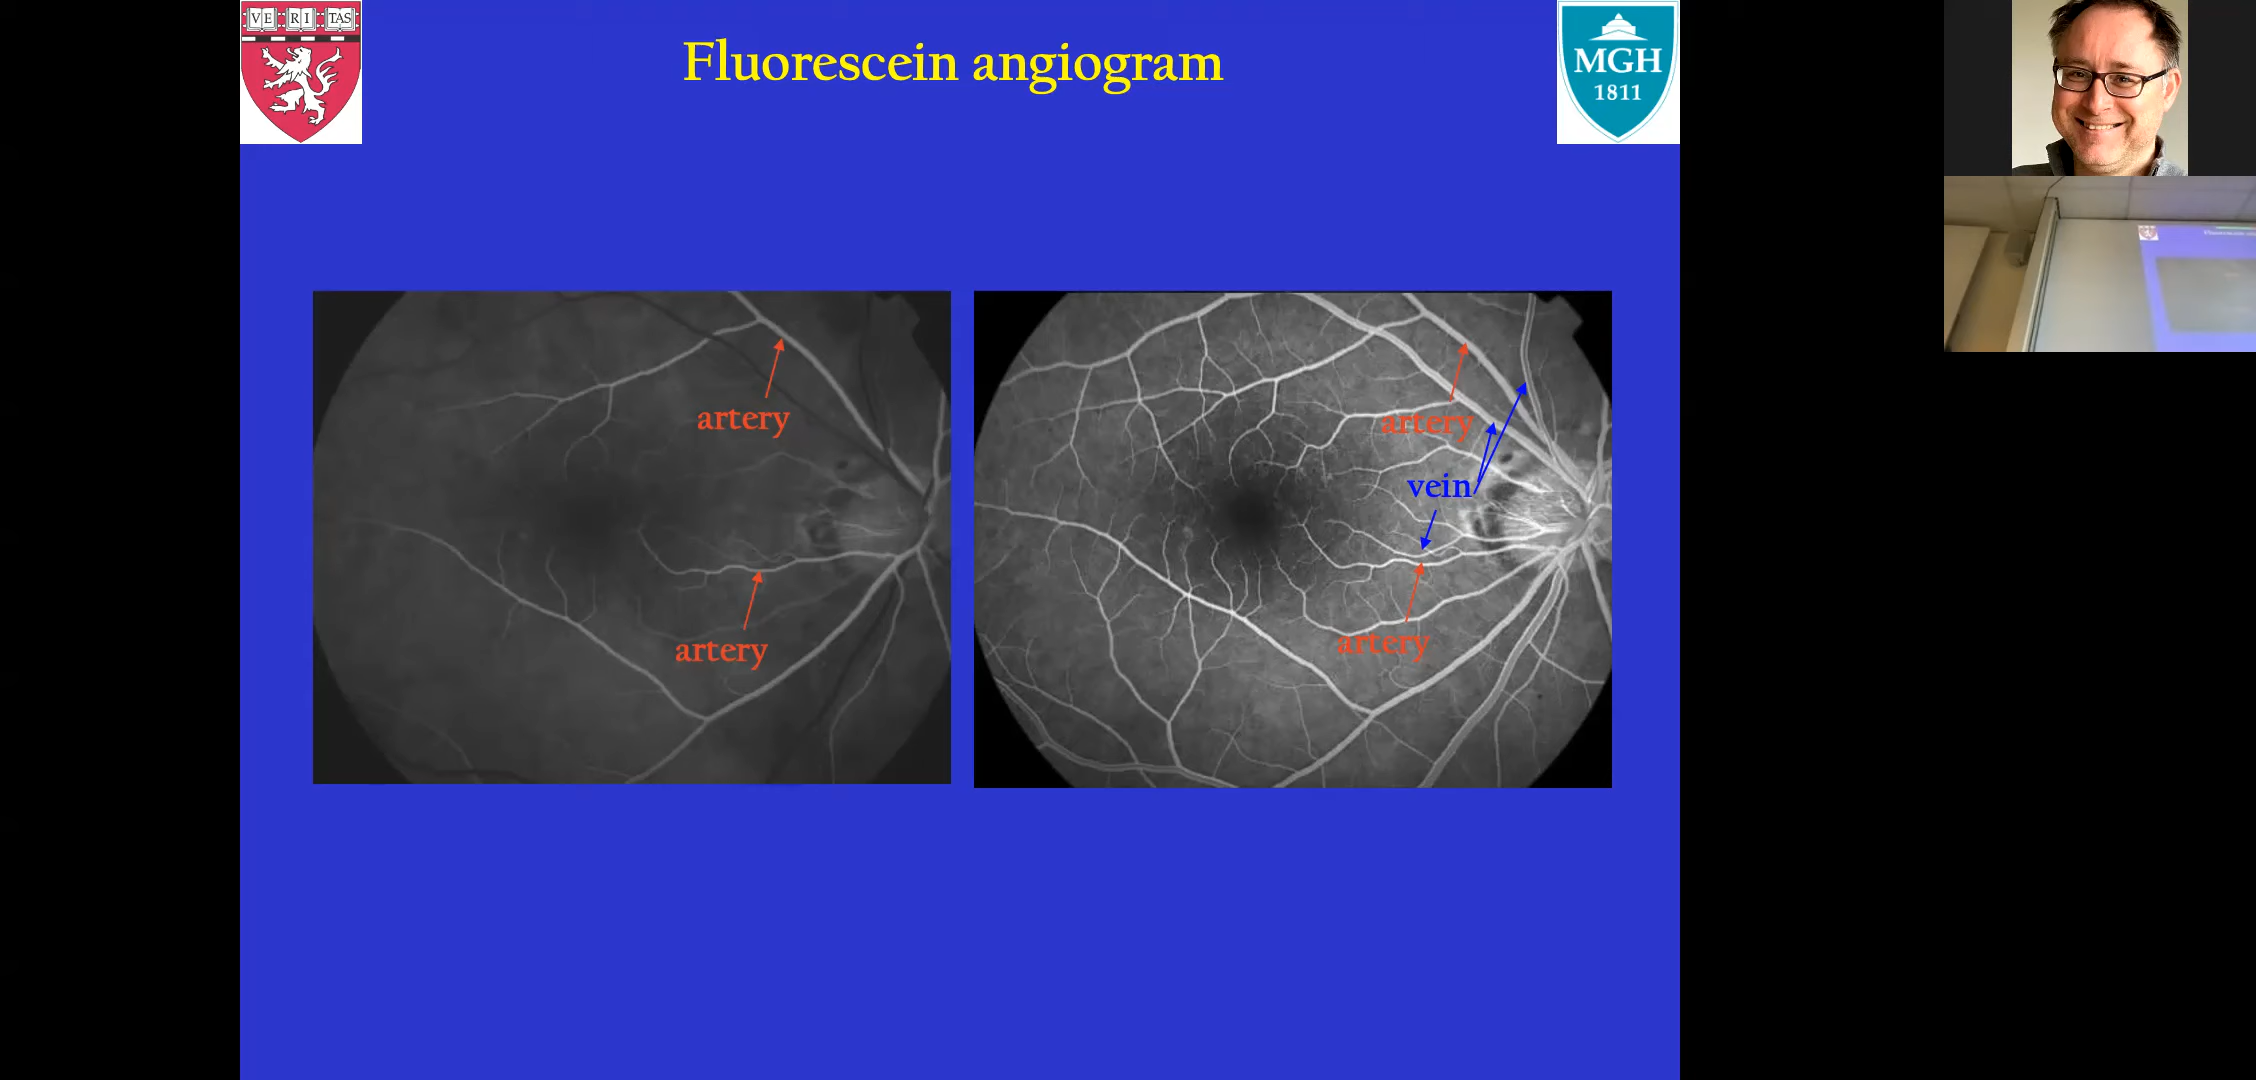 VE RI TAS
Fluorescein angiogram
MGH
1811
artery
artery
artery
vein
artery